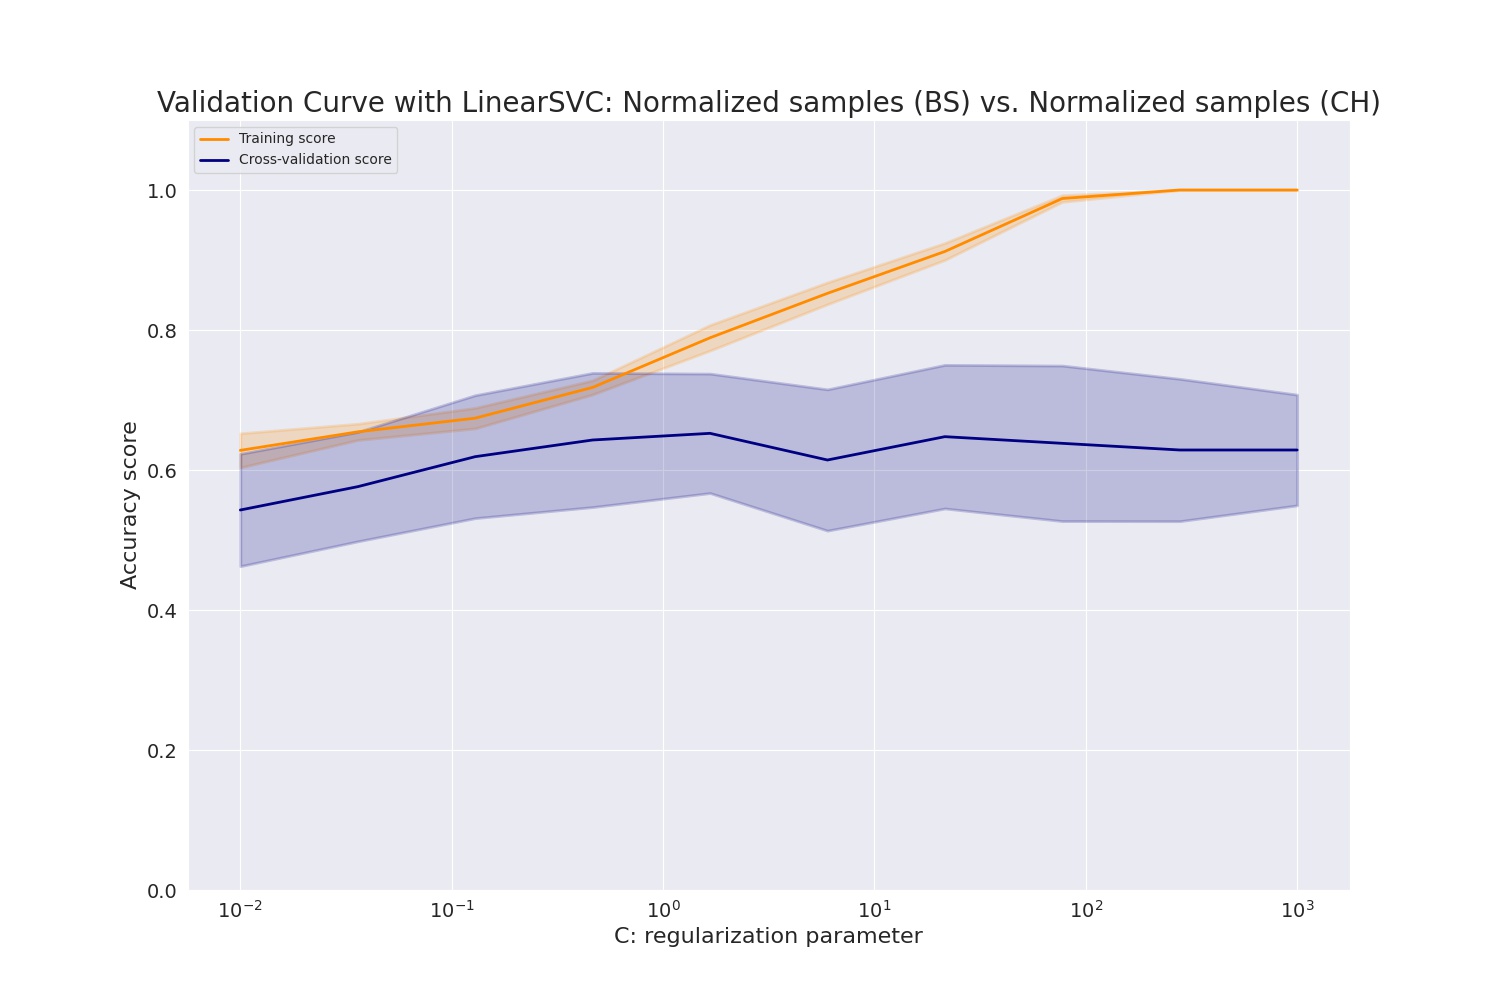 Validation Curve with LinearSVC: Normalized samples (BS) vs. Normalized samples (CH)
Training score
Cross-validation score
1.0
0.8
0.6
0.4
0.2
0.0
Accuracy score
10⁻² 10⁻¹ 10⁰ 10¹ 10² 10³
C: regularization parameter